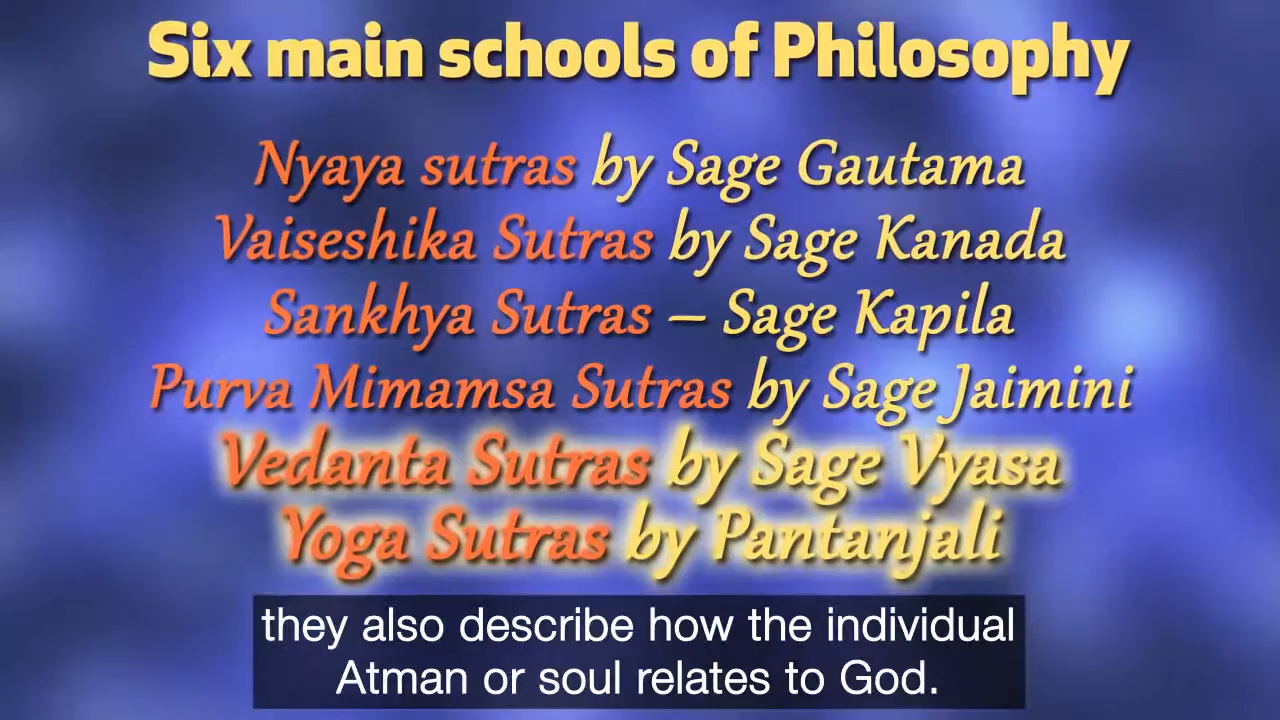 Six main schools of Philosophy
Nyaya sutras by Sage Gautama
Vaiseshika Sutras by Sage Kanada
Sankhya Sutras – Sage Kapila
Purva Mimamsa Sutras by Sage Jaimini
Vedanta Sutras by Sage Vyasa
Yoga Sutras by Pantanjali
they also describe how the individual
Atman or soul relates to God.